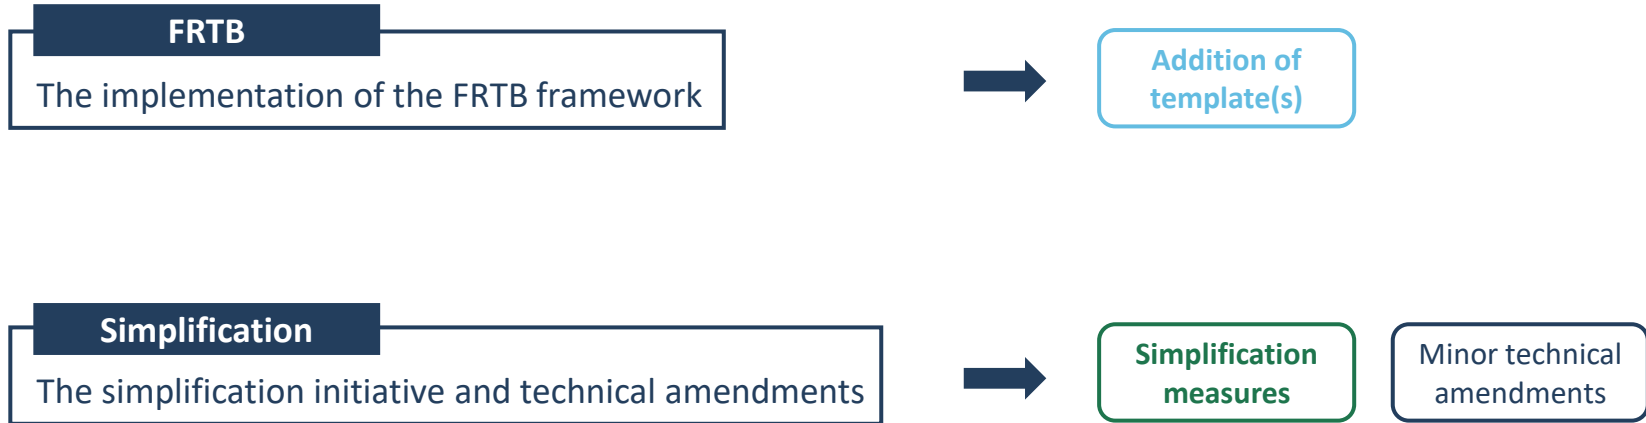 FRTB
The implementation of the FRTB framework
Addition of
template(s)
Simplification
The simplification initiative and technical amendments
Simplification
measures
Minor technical
amendments